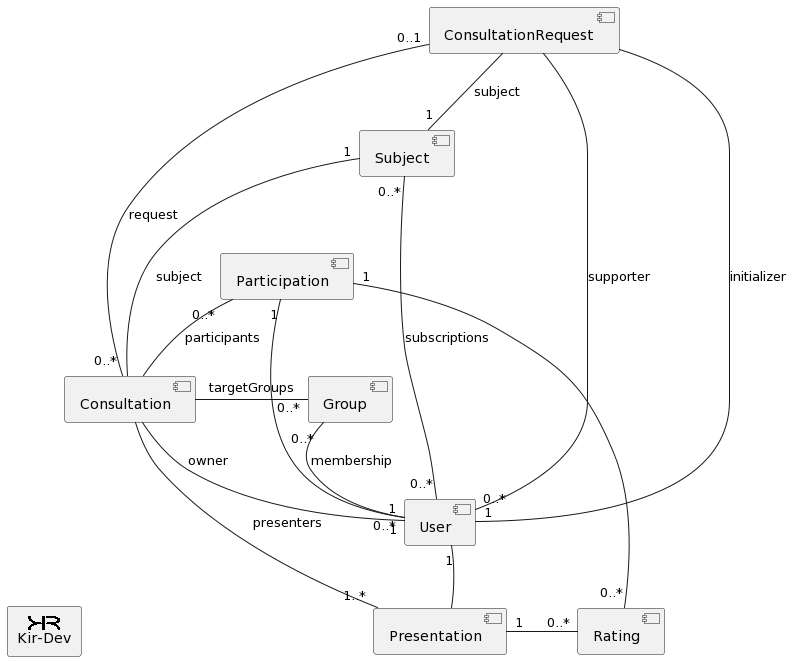 ConsultationRequest
0..1
subject
1
Subject
1
0..*
request
subject
supporter
initializer
Participation
1
0..*
1
participants
subscriptions
0..*
targetGroups
Consultation
Group
0..*
0..*
membership
owner
0..*
0..*
1
1
0..*
1
presenters
User
1
1..*
0..*
Presentation
1
0..*
Rating
KR
Kir-Dev